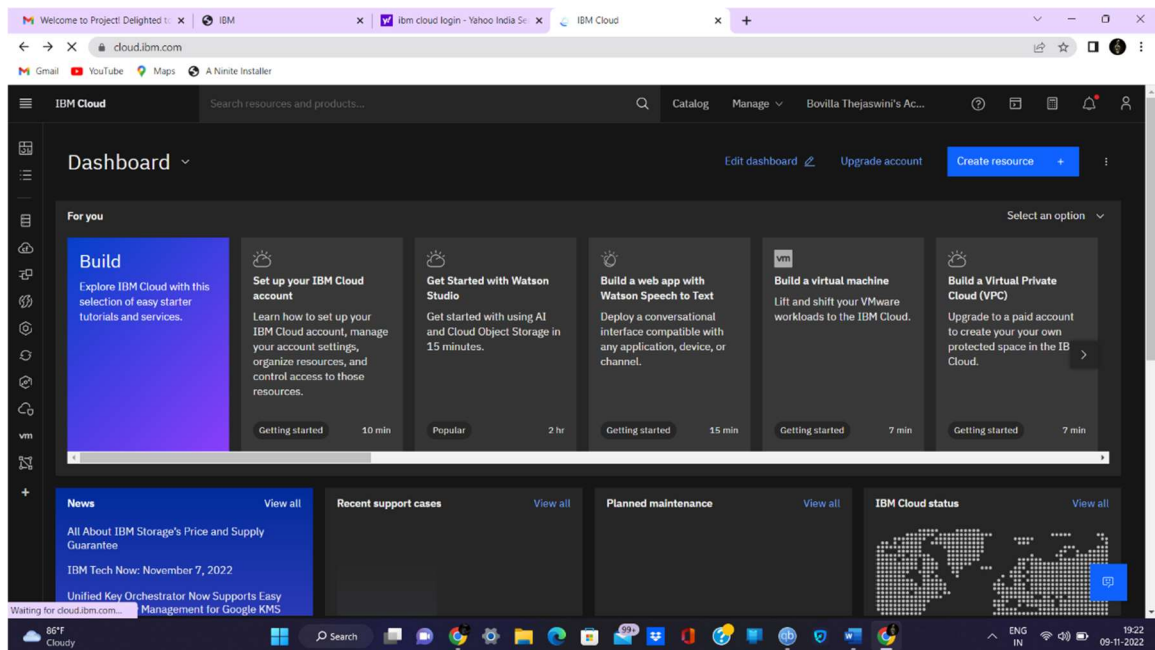 Welcome to Project! Delighted to
IBM
ibm cloud login - Yahoo India Se
IBM Cloud
cloud.ibm.com
Gmail
YouTube
Maps
A Ninite Installer
IBM Cloud
Search resources and products...
Catalog
Manage
Bovilla Thejaswini's Ac...
Dashboard
Edit dashboard
Upgrade account
Create resource +
For you
Select an option
Build
Explore IBM Cloud with this
selection of easy starter
tutorials and services.
Set up your IBM Cloud
account
Learn how to set up your
IBM Cloud account, manage
your account settings,
organize resources, and
control access to those
resources.
Getting started 10 min
Get Started with Watson
Studio
Get started with using AI
and Cloud Object Storage in
15 minutes.
Popular 2 hr
Build a web app with
Watson Speech to Text
Deploy a conversational
interface compatible with
any application, device, or
channel.
Getting started 15 min
vm
Build a virtual machine
Lift and shift your VMware
workloads to the IBM Cloud.
Getting started 7 min
Build a Virtual Private
Cloud (VPC)
Upgrade to a paid account
to create your your own
protected space in the IB
Cloud.
Getting started 7 min
vm
News View all
All About IBM Storage's Price and Supply
Guarantee
IBM Tech Now: November 7, 2022
Unified Key Orchestrator Now Supports Easy
Management for Google KMS
Recent support cases View all
Planned maintenance View all
IBM Cloud status View all
Waiting for cloud.ibm.com...
86°F
Cloudy
Search
99+
ENG
IN
19:22
09-11-2022